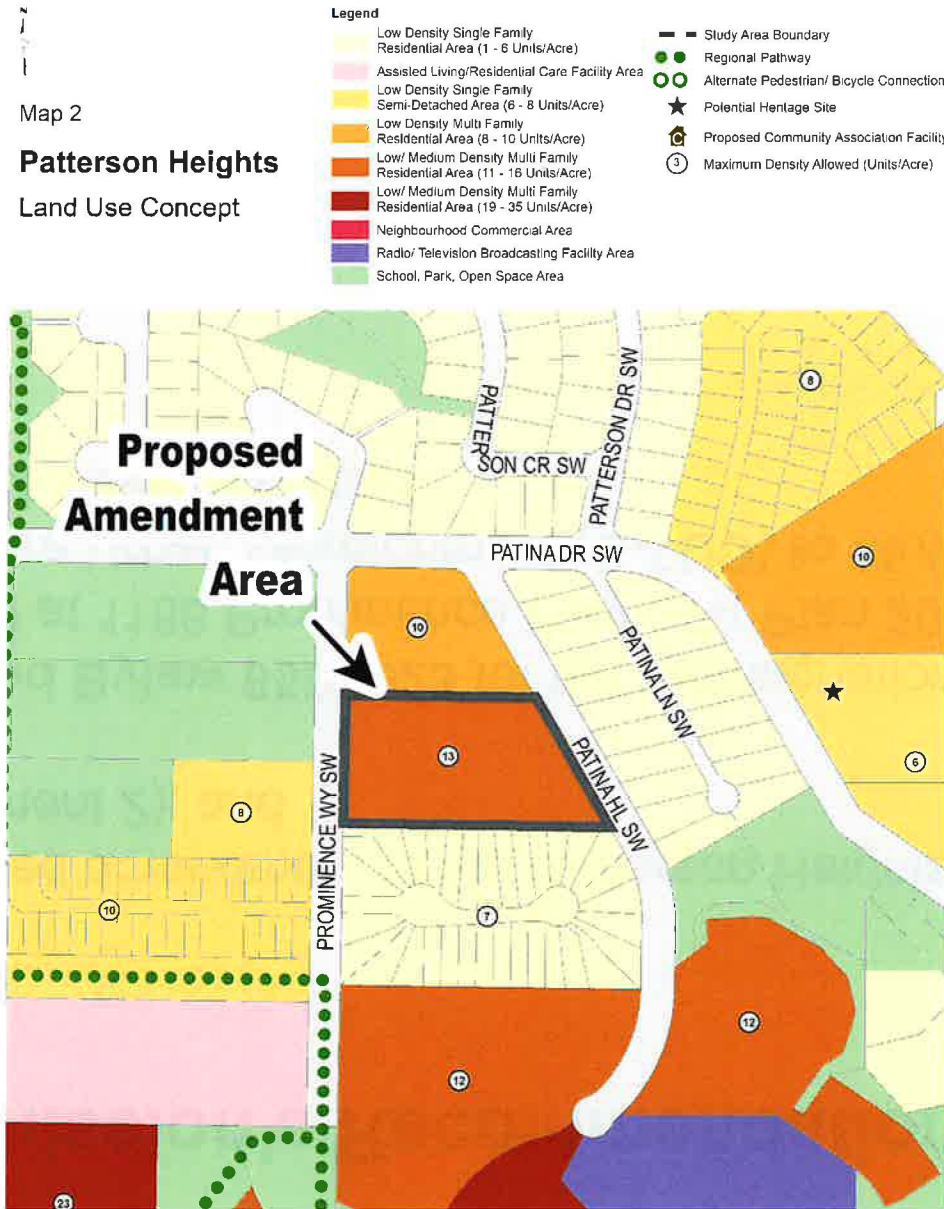 Map 2
Patterson Heights
Land Use Concept
Legend
Low Density Single Family
Residential Area (1 - 6 Units/Acre)
Assisted Living/Residential Care Facility Area
Low Density Single Family
Semi-Detached Area (6 - 8 Units/Acre)
Low Density Multi Family
Residential Area (8 - 10 Units/Acre)
Low/ Medium Density Multi Family
Residential Area (11 - 16 Units/Acre)
Low/ Medium Density Multi Family
Residential Area (19 - 35 Units/Acre)
Neighbourhood Commercial Area
Radio/ Television Broadcasting Facility Area
School, Park, Open Space Area
Study Area Boundary
Regional Pathway
Alternate Pedestrian/ Bicycle Connection
Potential Heritage Site
C
Proposed Community Association Facility
3
Maximum Density Allowed (Units/Acre)
8
PATTER
SON CR SW
PATTERSON DR SW
Proposed
Amendment
Area
PATINA DR SW
10
10
PATINA LN SW
13
PATINA HL SW
6
8
PROMINENCE WY SW
10
7
12
12
23